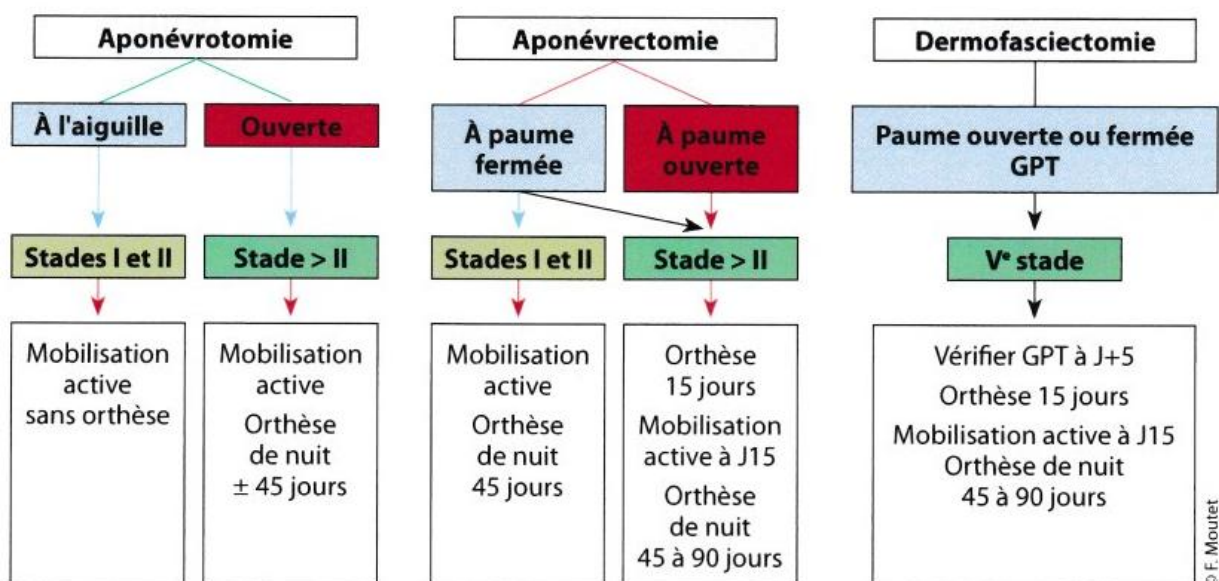 Aponévrotomie
À l'aiguille
Ouverte
Stades I et II
Stade > II
Mobilisation
active
sans orthèse
Mobilisation
active
Orthèse
de nuit
± 45 jours
Aponévrectomie
À paume
fermée
À paume
ouverte
Stades I et II
Stade > II
Mobilisation
active
Orthèse
de nuit
45 jours
Orthèse
15 jours
Mobilisation
active à J15
Orthèse
de nuit
45 à 90 jours
Dermofasciectomie
Paume ouverte ou fermée
GPT
Vᵉ stade
Vérifier GPT à J+5
Orthèse 15 jours
Mobilisation active à J15
Orthèse de nuit
45 à 90 jours
© F. Moutet